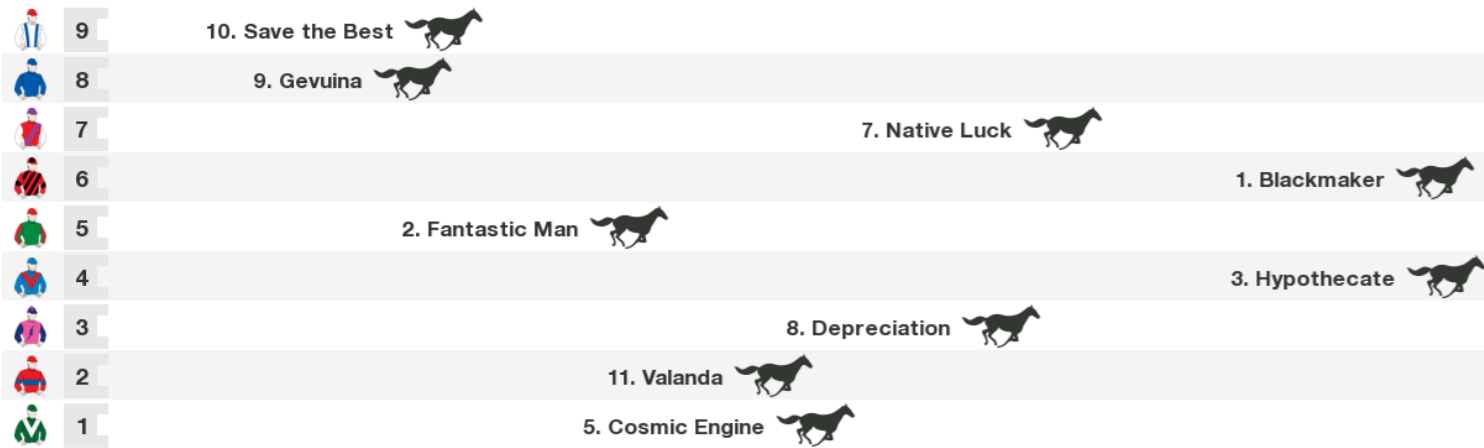 9 10. Save the Best
8 9. Gevuina
7 7. Native Luck
6 1. Blackmaker
5 2. Fantastic Man
4 3. Hypothecate
3 8. Depreciation
2 11. Valanda
1 5. Cosmic Engine